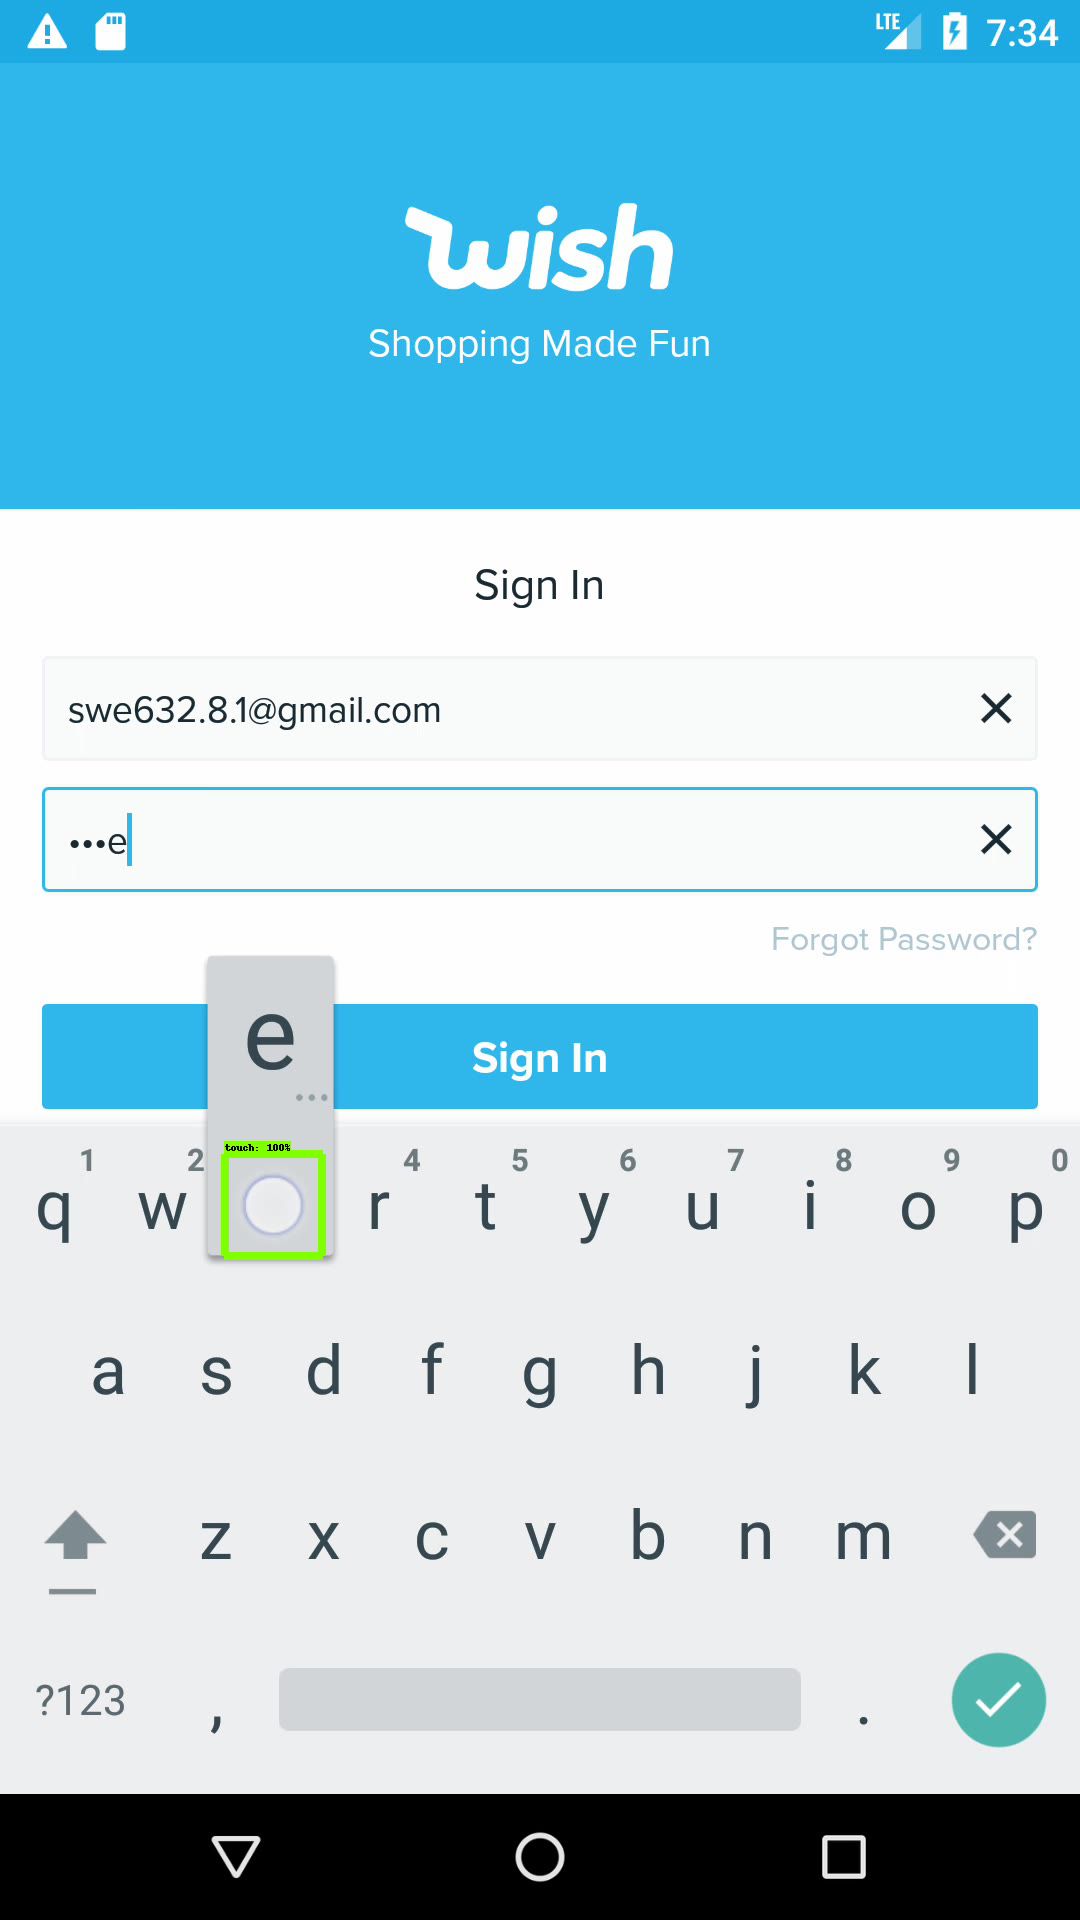 LTE 7:34
wish
Shopping Made Fun
Sign In
swe632.8.1@gmail.com
•••e
Forgot Password?
e
Sign In
touch: 100%
1 2 4 5 6 7 8 9 0
q w r t y u i o p
a s d f g h j k l
z x c v b n m
?123 , .